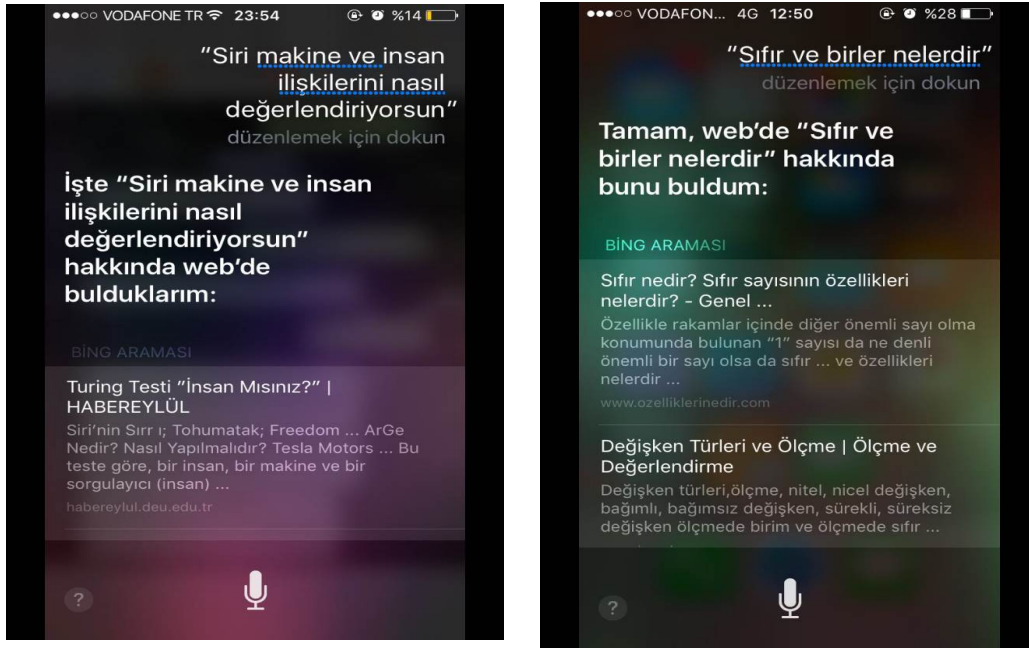 ●●●○○ VODAFONE TR 23:54 %14
"Siri makine ve insan
ilişkilerini nasıl
değerlendiriyorsun"
düzenlemek için dokun
İşte "Siri makine ve insan
ilişkilerini nasıl
değerlendiriyorsun"
hakkında web'de
bulduklarım:
BİNG ARAMASI
Turing Testi "İnsan Mısınız?" |
HABEREYLÜL
Siri'nin Sırr ı; Tohumatak; Freedom ... ArGe
Nedir? Nasıl Yapılmalıdır? Tesla Motors ... Bu
teste göre, bir insan, bir makine ve bir
sorgulayıcı (insan) ...
habereylul.deu.edu.tr
?
●●●○○ VODAFON... 4G 12:50 %28
"Sıfır ve birler nelerdir"
düzenlemek için dokun
Tamam, web'de "Sıfır ve
birler nelerdir" hakkında
bunu buldum:
BİNG ARAMASI
Sıfır nedir? Sıfır sayısının özellikleri
nelerdir? - Genel ...
Özellikle rakamlar içinde diğer önemli sayı olma
konumunda bulunan "1" sayısı da ne denli
önemli bir sayı olsa da sıfır ... ve özellikleri
nelerdir ...
www.ozelliklerinedir.com
Değişken Türleri ve Ölçme | Ölçme ve
Değerlendirme
Değişken türleri,ölçme, nitel, nicel değişken,
bağımlı, bağımsız değişken, sürekli, süreksiz
değişken ölçmede birim ve ölçmede sıfır ...
?